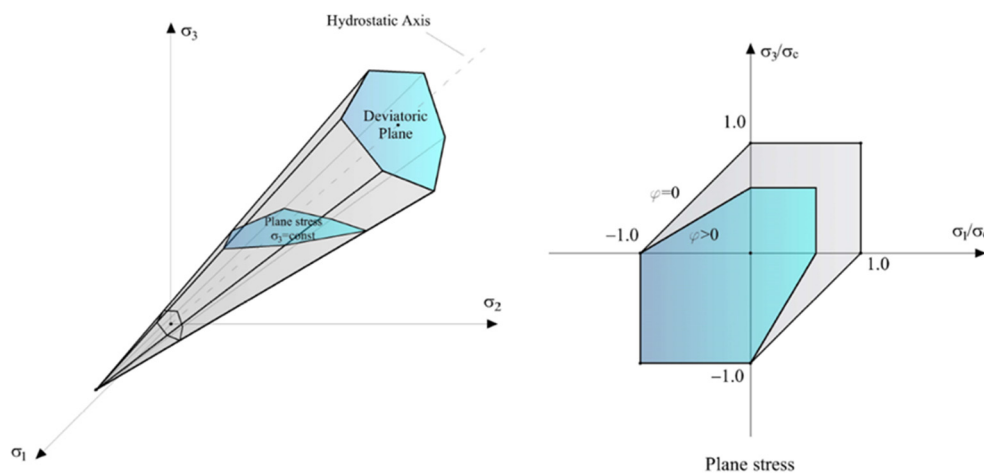 Hydrostatic Axis
σ₃
Deviatoric
Plane
Plane stress
σ₃=const
σ₂
σ₁
σ₃/σc
1.0
φ=0
−1.0
φ>0
1.0
−1.0
Plane stress